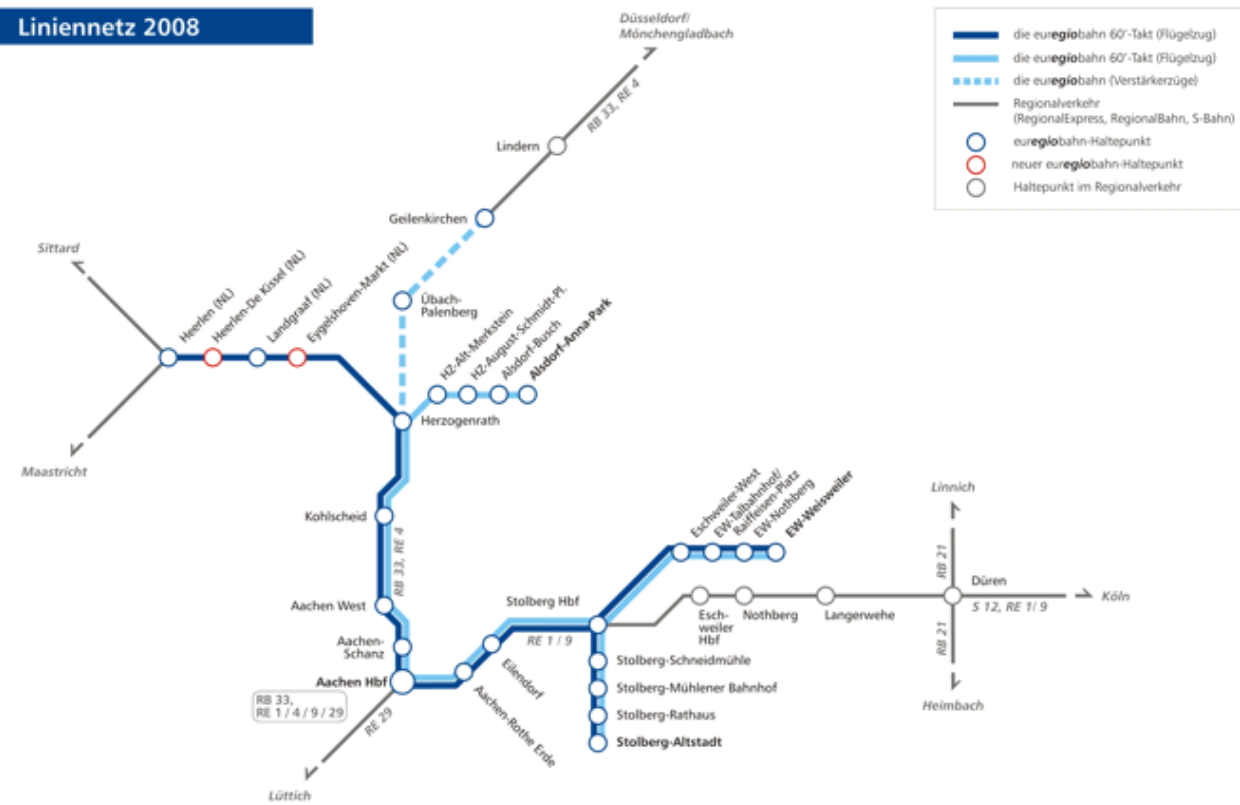 Liniennetz 2008
Düsseldorf/
Mönchengladbach
die euregiobahn 60'-Takt (Flügelzug)
die euregiobahn 60'-Takt (Flügelzug)
die euregiobahn (Verstärkerzüge)
Regionalverkehr
(RegionalExpress, RegionalBahn, S-Bahn)
euregiobahn-Haltepunkt
neuer euregiobahn-Haltepunkt
Haltepunkt im Regionalverkehr
RB 33, RE 4
Lindern
Geilenkirchen
Sittard
Heerlen (NL)
Heerlen-De Kissel (NL)
Landgraaf (NL)
Eygelshoven-Markt (NL)
Übach-
Palenberg
HZ-Alt-Merkstein
HZ-August-Schmidt-Pl.
Alsdorf-Busch
Alsdorf-Anna-Park
Herzogenrath
Maastricht
Kohlscheid
RB 33, RE 4
Eschweiler-West
EW-Talbahnhof/
Raiffeisen-Platz
EW-Nothberg
EW-Weisweiler
Linnich
RB 21
Düren
S 12, RE 1/ 9
Köln
Aachen West
Stolberg Hbf
RE 1 / 9
Esch-
weiler
Hbf
Nothberg
Langerwehe
RB 21
Heimbach
Aachen-
Schanz
Eilendorf
Stolberg-Schneidmühle
Aachen Hbf
Stolberg-Mühlener Bahnhof
RB 33,
RE 1 / 4 / 9 / 29
RE 29
Aachen-Rothe Erde
Stolberg-Rathaus
Stolberg-Altstadt
Lüttich